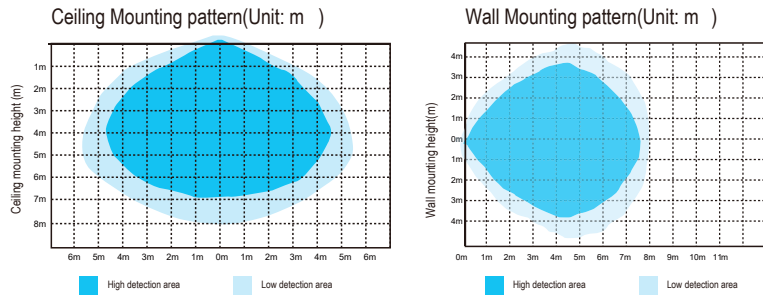 Ceiling Mounting pattern(Unit: m )
Ceiling mounting height (m)
1m
2m
3m
4m
5m
6m
7m
8m
6m 5m 4m 3m 2m 1m 0m 1m 2m 3m 4m 5m 6m
High detection area
Low detection area
Wall Mounting pattern(Unit: m )
Wall mounting height(m)
4m
3m
2m
1m
0m
1m
2m
3m
4m
0m 1m 2m 3m 4m 5m 6m 7m 8m 9m 10m 11m
High detection area
Low detection area